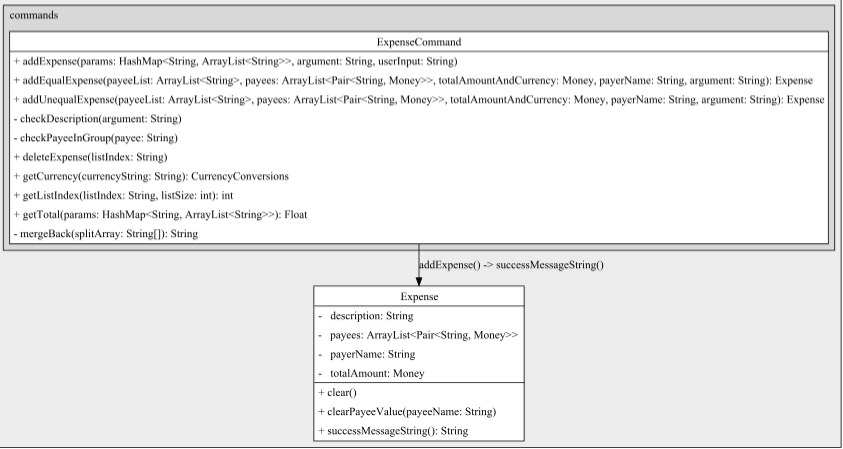 commands
ExpenseCommand
+ addExpense(params: HashMap<String, ArrayList<String>>, argument: String, userInput: String)
+ addEqualExpense(payeeList: ArrayList<String>, payees: ArrayList<Pair<String, Money>>, totalAmountAndCurrency: Money, payerName: String, argument: String): Expense
+ addUnequalExpense(payeeList: ArrayList<String>, payees: ArrayList<Pair<String, Money>>, totalAmountAndCurrency: Money, payerName: String, argument: String): Expense
- checkDescription(argument: String)
- checkPayeeInGroup(payee: String)
+ deleteExpense(listIndex: String)
+ getCurrency(currencyString: String): CurrencyConversions
+ getListIndex(listIndex: String, listSize: int): int
+ getTotal(params: HashMap<String, ArrayList<String>>): Float
- mergeBack(splitArray: String[]): String
addExpense() -> successMessageString()
Expense
- description: String
- payees: ArrayList<Pair<String, Money>>
- payerName: String
- totalAmount: Money
+ clear()
+ clearPayeeValue(payeeName: String)
+ successMessageString(): String